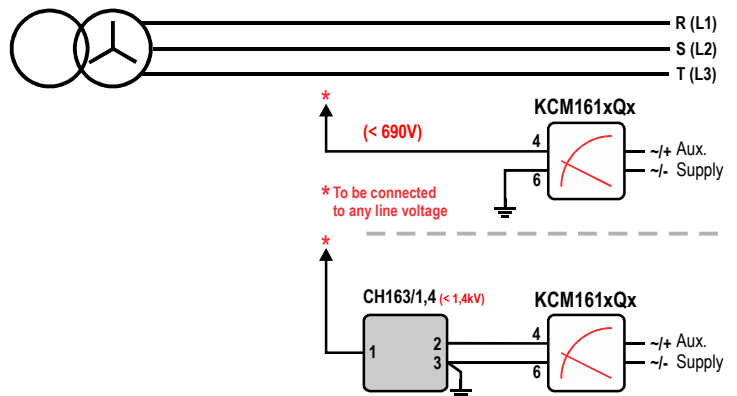 R (L1)
S (L2)
T (L3)
*
(< 690V)
KCM161xQx
4
6
~/+ Aux.
~/- Supply
* To be connected
to any line voltage
*
CH163/1,4 (< 1,4kV)
1
2
3
KCM161xQx
4
6
~/+ Aux.
~/- Supply